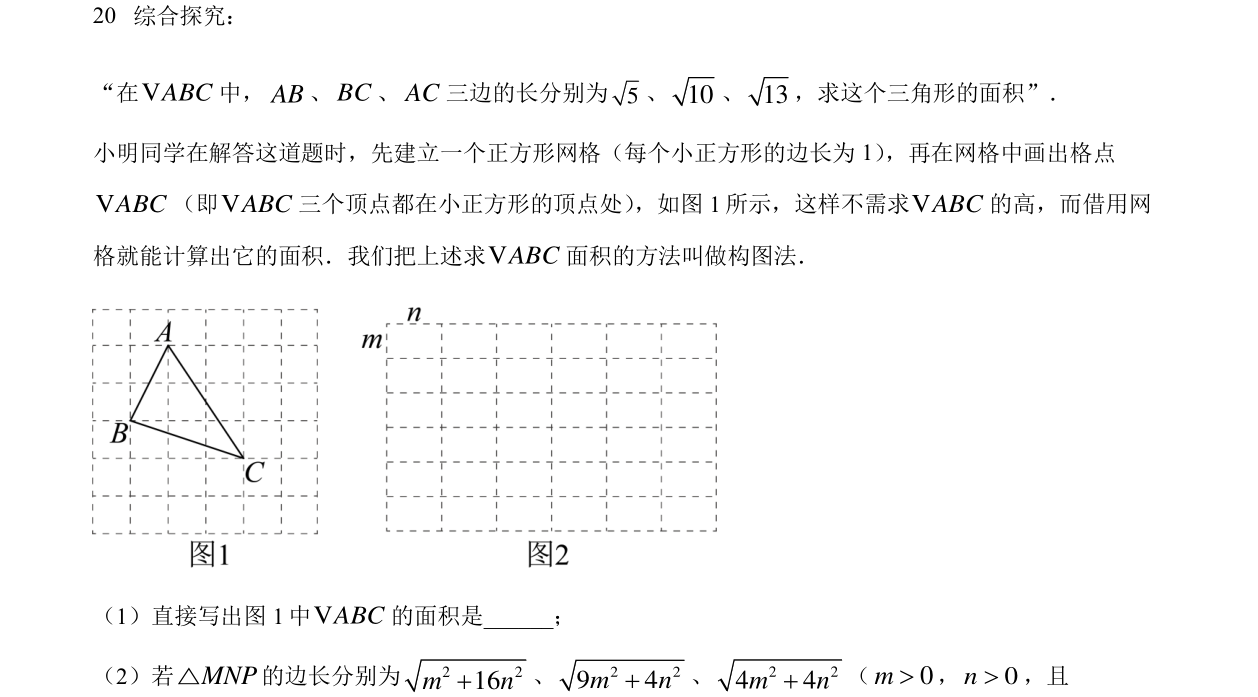 20 综合探究：
“在VABC 中， AB 、BC 、AC 三边的长分别为√5 、√10 、√13，求这个三角形的面积”．
小明同学在解答这道题时，先建立一个正方形网格（每个小正方形的边长为 1），再在网格中画出格点
VABC （即VABC 三个顶点都在小正方形的顶点处），如图 1 所示，这样不需求VABC 的高，而借用网
格就能计算出它的面积．我们把上述求VABC 面积的方法叫做构图法．
A
B
C
图1
n
m
图2
（1）直接写出图 1 中VABC 的面积是______；
（2）若△MNP 的边长分别为√(m²+16n²) 、√(9m²+4n²) 、√(4m²+4n²)（ m>0，n>0，且